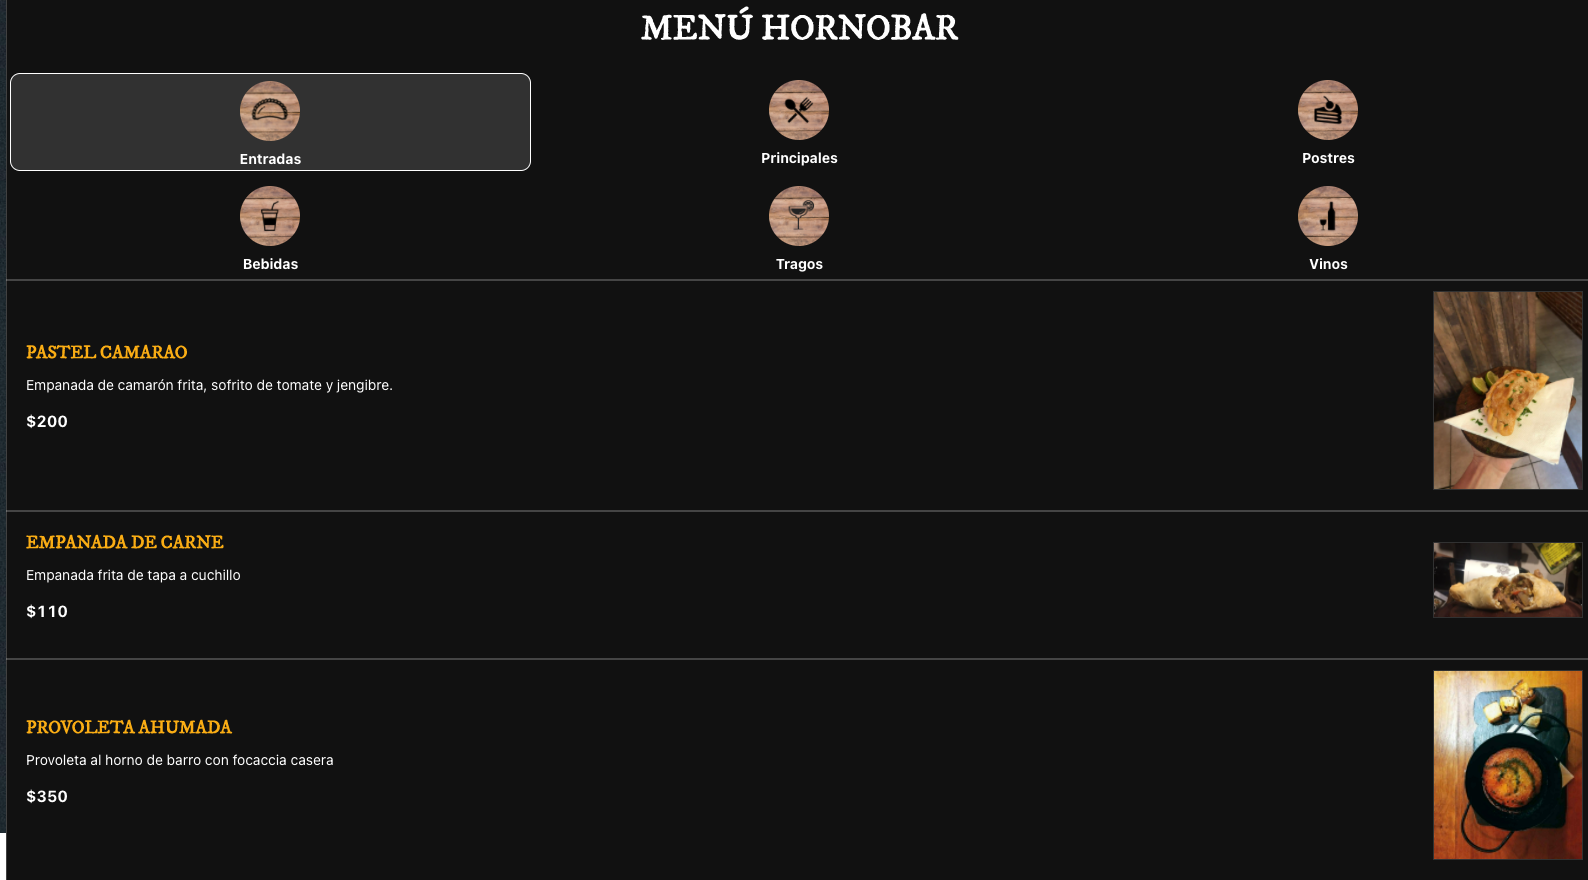 MENÚ HORNOBAR
Entradas
Principales
Postres
Bebidas
Tragos
Vinos
PASTEL CAMARAO
Empanada de camarón frita, sofrito de tomate y jengibre.
$200
EMPANADA DE CARNE
Empanada frita de tapa a cuchillo
$110
PROVOLETA AHUMADA
Provoleta al horno de barro con focaccia casera
$350